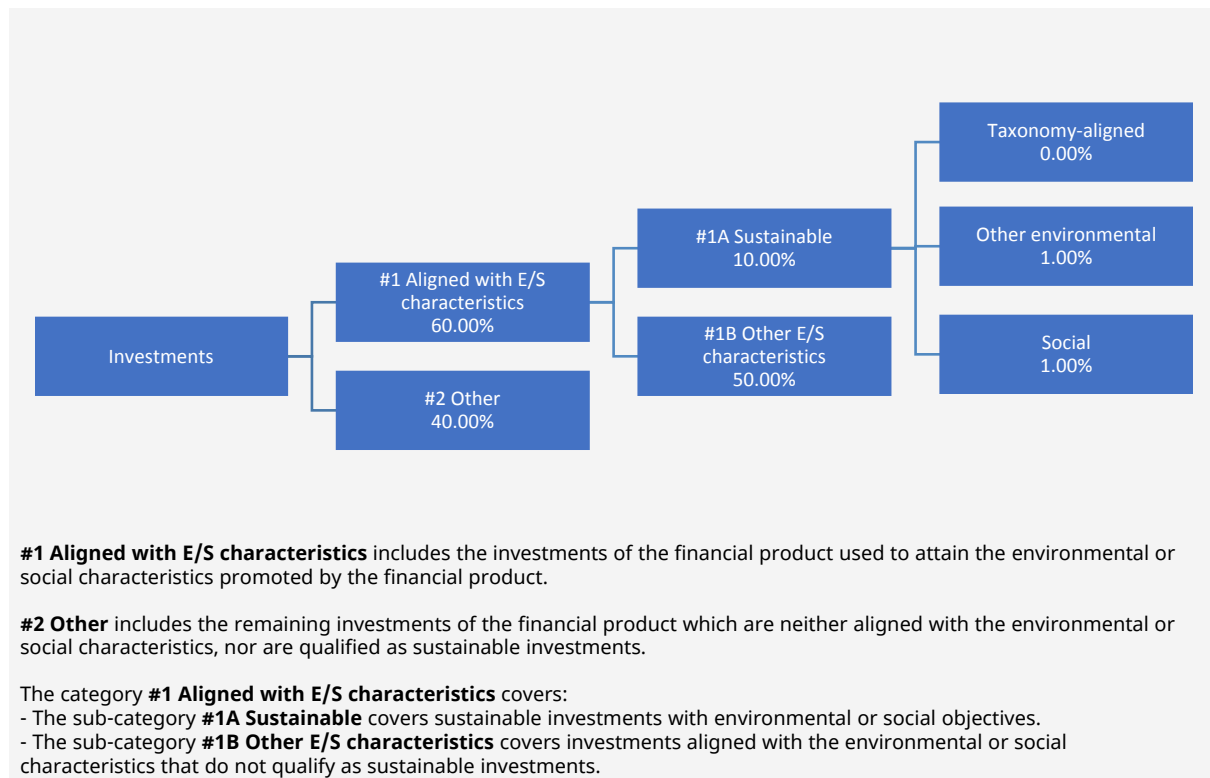 Investments
#1 Aligned with E/S
characteristics
60.00%
#2 Other
40.00%
#1A Sustainable
10.00%
#1B Other E/S
characteristics
50.00%
Taxonomy-aligned
0.00%
Other environmental
1.00%
Social
1.00%
#1 Aligned with E/S characteristics includes the investments of the financial product used to attain the environmental or
social characteristics promoted by the financial product.
#2 Other includes the remaining investments of the financial product which are neither aligned with the environmental or
social characteristics, nor are qualified as sustainable investments.
The category #1 Aligned with E/S characteristics covers:
- The sub-category #1A Sustainable covers sustainable investments with environmental or social objectives.
- The sub-category #1B Other E/S characteristics covers investments aligned with the environmental or social
characteristics that do not qualify as sustainable investments.